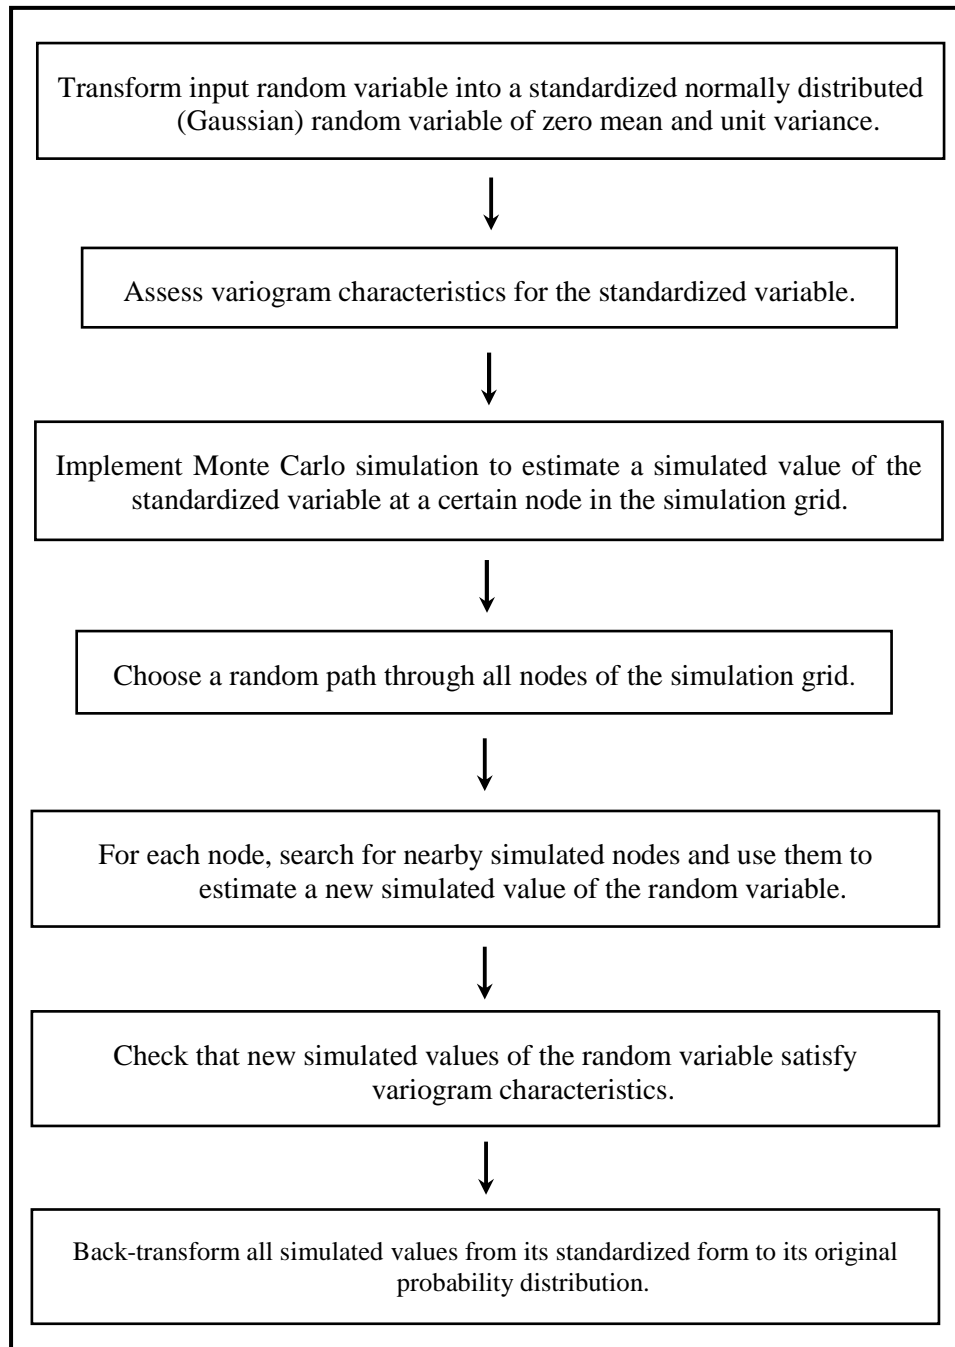 Transform input random variable into a standardized normally distributed
(Gaussian) random variable of zero mean and unit variance.
Assess variogram characteristics for the standardized variable.
Implement Monte Carlo simulation to estimate a simulated value of the
standardized variable at a certain node in the simulation grid.
Choose a random path through all nodes of the simulation grid.
For each node, search for nearby simulated nodes and use them to
estimate a new simulated value of the random variable.
Check that new simulated values of the random variable satisfy
variogram characteristics.
Back-transform all simulated values from its standardized form to its original
probability distribution.